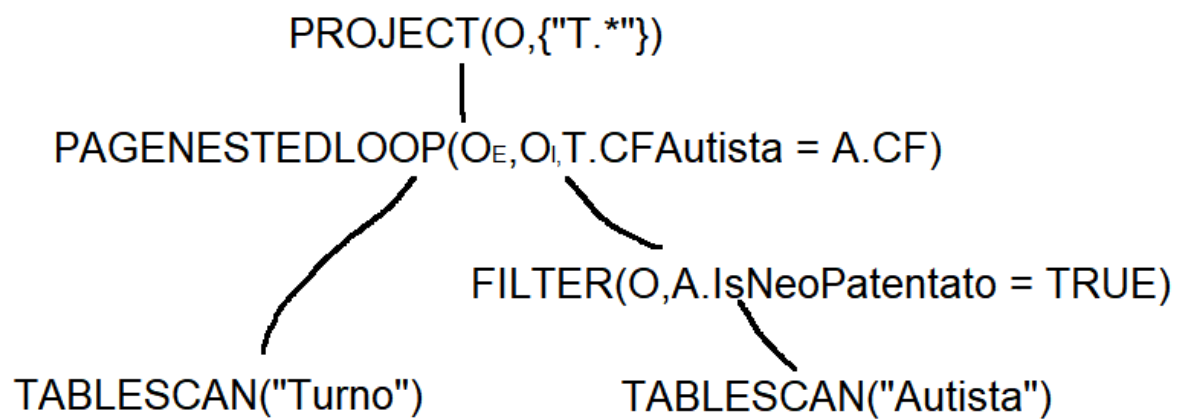 PROJECT(O,{"T.*"})
PAGENESTEDLOOP(OE,OI,T.CFAutista = A.CF)
FILTER(O,A.IsNeoPatentato = TRUE)
TABLESCAN("Turno") TABLESCAN("Autista")